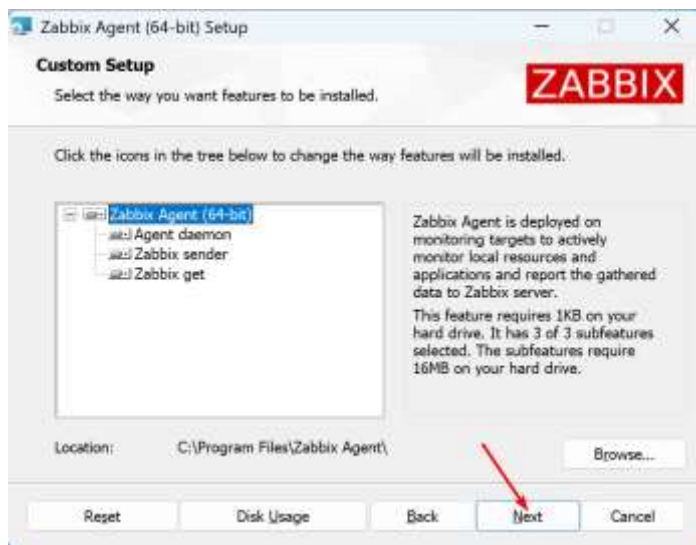 Zabbix Agent (64-bit) Setup
Custom Setup
Select the way you want features to be installed.
ZABBIX
Click the icons in the tree below to change the way features will be installed.
Zabbix Agent (64-bit)
Agent daemon
Zabbix sender
Zabbix get
Zabbix Agent is deployed on
monitoring targets to actively
monitor local resources and
applications and report the gathered
data to Zabbix server.
This feature requires 1KB on your
hard drive. It has 3 of 3 subfeatures
selected. The subfeatures require
16MB on your hard drive.
Location: C:\Program Files\Zabbix Agent\
Browse...
Reset Disk Usage Back Next Cancel